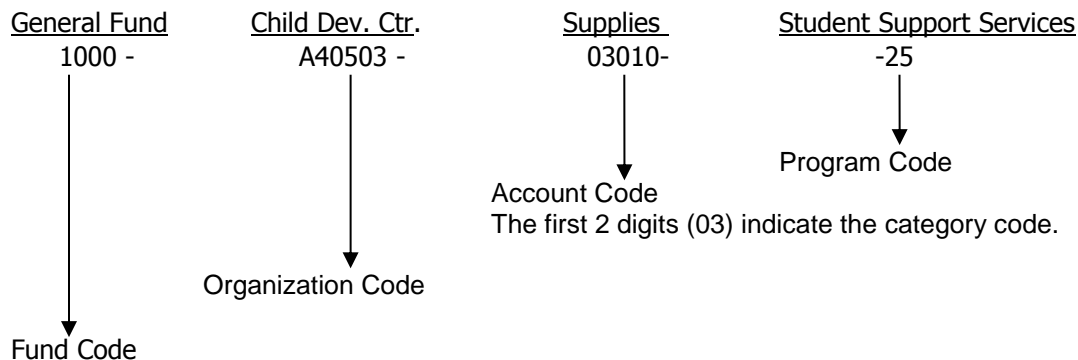 General Fund Child Dev. Ctr. Supplies Student Support Services
1000 - A40503 - 03010- -25
Program Code
Account Code
The first 2 digits (03) indicate the category code.
Organization Code
Fund Code